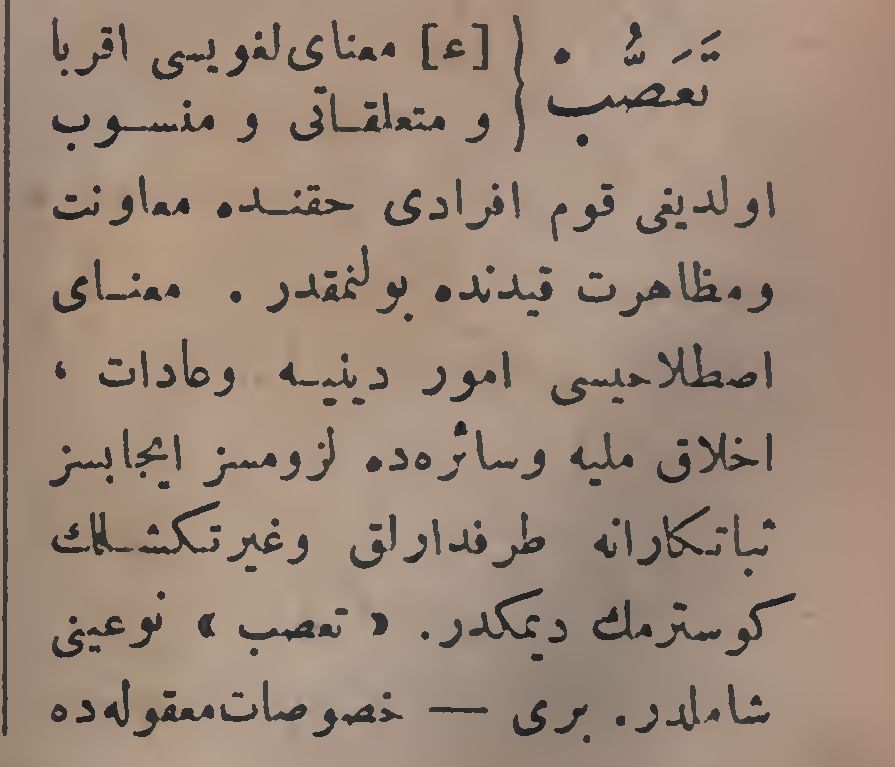 تَعَصُّب } [ع] معنای لغویسی اقربا
و متعلقاتی و منسوب
اولدیغی قوم افرادی حقنده معاونت
ومظاهرت قیدنده بولنمقدر . معنای
اصطلاحیسی امور دینیه وعادات ،
اخلاق ملیه وسائره‌ده لزومسز ایجابسز
ثباتکارانه طرفدارلق وغیرتکشلك
کوسترمك دیمکدر. « تعصب » نوعینی
شاملدر. بری — خصوصات معقوله‌ده